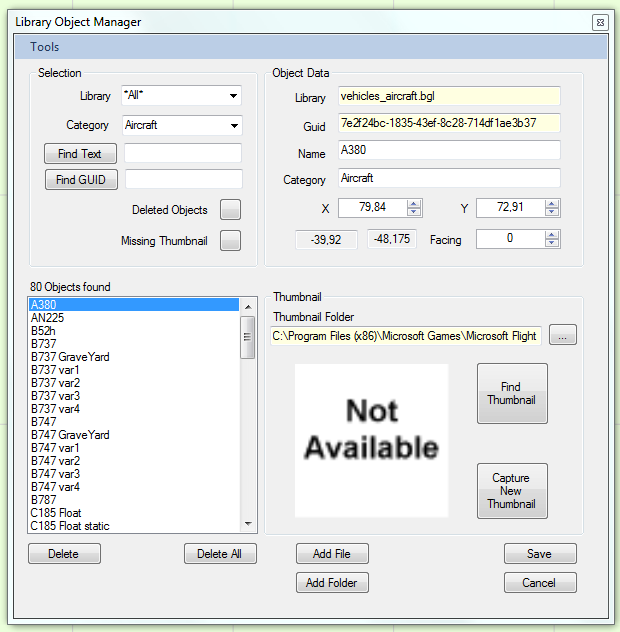 Library Object Manager
Tools
Selection
Library *All*
Category Aircraft
Find Text
Find GUID
Deleted Objects
Missing Thumbnail
Object Data
Library vehicles_aircraft.bgl
Guid 7e2f24bc-1835-43ef-8c28-714df1ae3b37
Name A380
Category Aircraft
X 79,84 Y 72,91
-39,92 -48,175 Facing 0
80 Objects found
A380
AN225
B52h
B737
B737 GraveYard
B737 var1
B737 var2
B737 var3
B737 var4
B747
B747 GraveYard
B747 var1
B747 var2
B747 var3
B747 var4
B787
C185 Float
C185 Float static
Thumbnail
Thumbnail Folder
C:\Program Files (x86)\Microsoft Games\Microsoft Flight ...
Not
Available
Find
Thumbnail
Capture
New
Thumbnail
Delete Delete All Add File Save
Add Folder Cancel